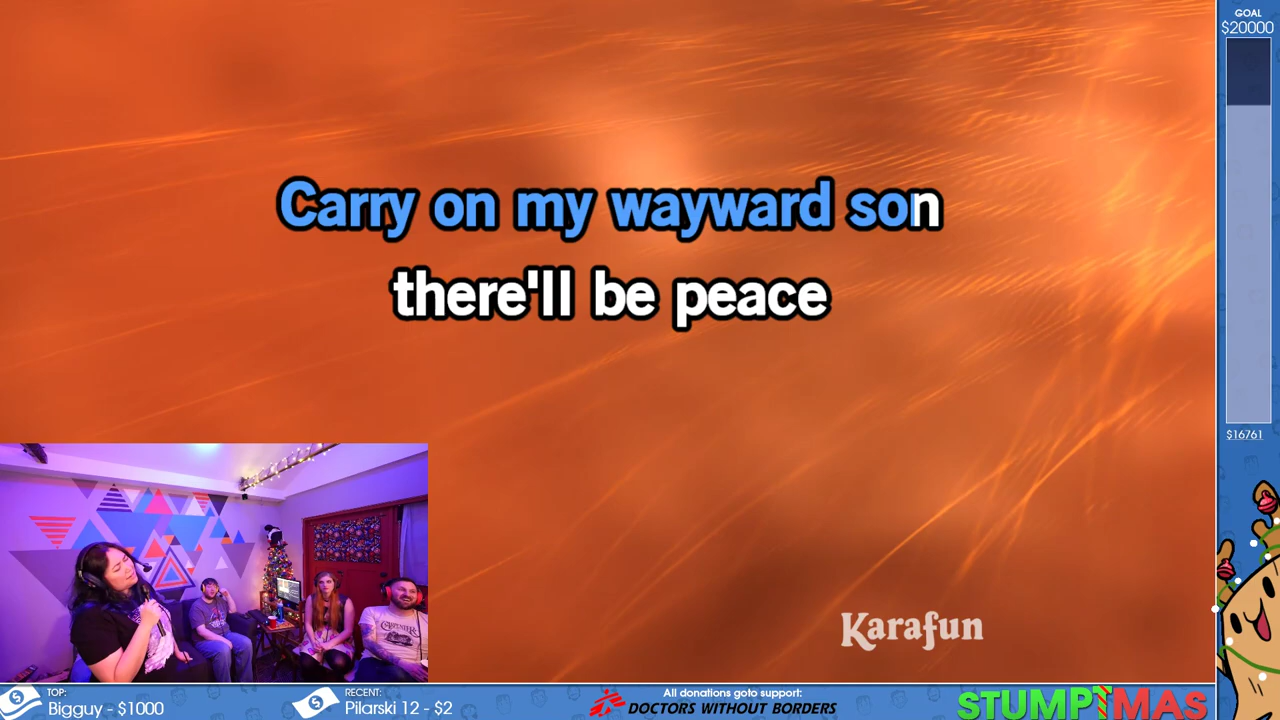 GOAL
$20000
Carry on my wayward son
there'll be peace
$16761
Karafun
TOP:
Bigguy - $1000
RECENT:
Pilarski 12 - $2
All donations goto support:
DOCTORS WITHOUT BORDERS
STUMPTMAS